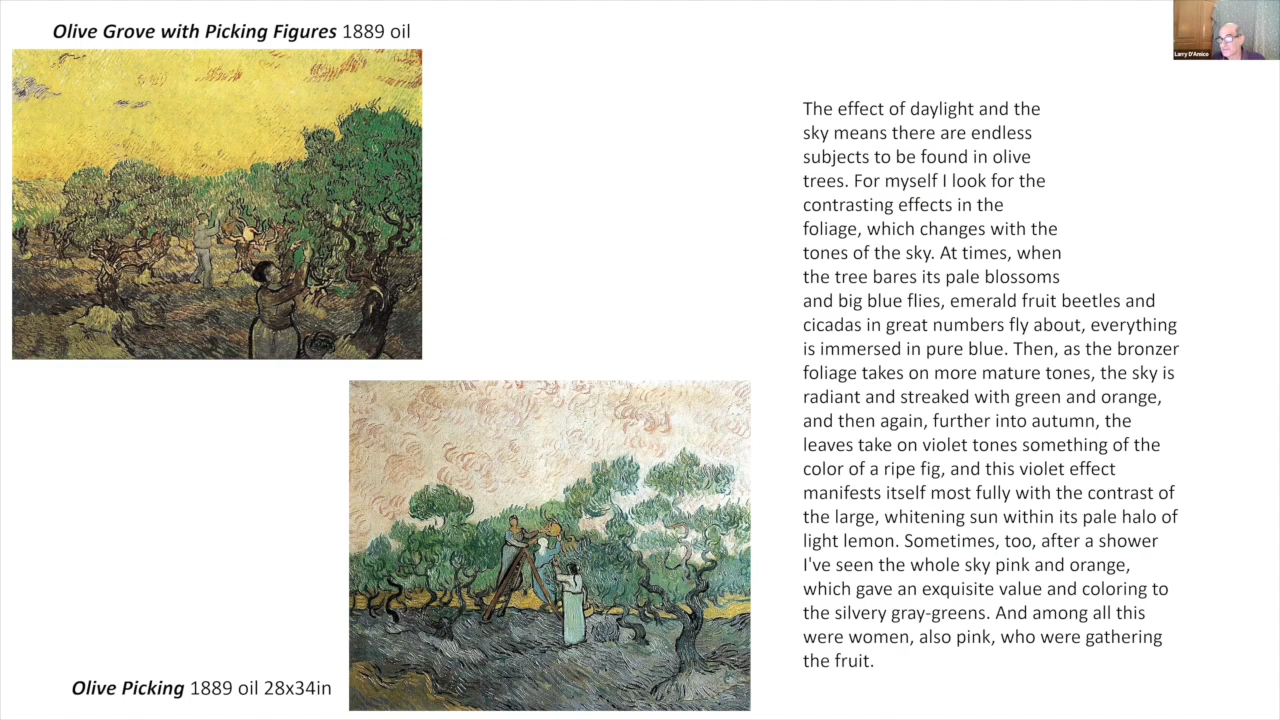 Olive Grove with Picking Figures 1889 oil
Larry D'Amico
The effect of daylight and the
sky means there are endless
subjects to be found in olive
trees. For myself I look for the
contrasting effects in the
foliage, which changes with the
tones of the sky. At times, when
the tree bares its pale blossoms
and big blue flies, emerald fruit beetles and
cicadas in great numbers fly about, everything
is immersed in pure blue. Then, as the bronzer
foliage takes on more mature tones, the sky is
radiant and streaked with green and orange,
and then again, further into autumn, the
leaves take on violet tones something of the
color of a ripe fig, and this violet effect
manifests itself most fully with the contrast of
the large, whitening sun within its pale halo of
light lemon. Sometimes, too, after a shower
I've seen the whole sky pink and orange,
which gave an exquisite value and coloring to
the silvery gray-greens. And among all this
were women, also pink, who were gathering
the fruit.
Olive Picking 1889 oil 28x34in